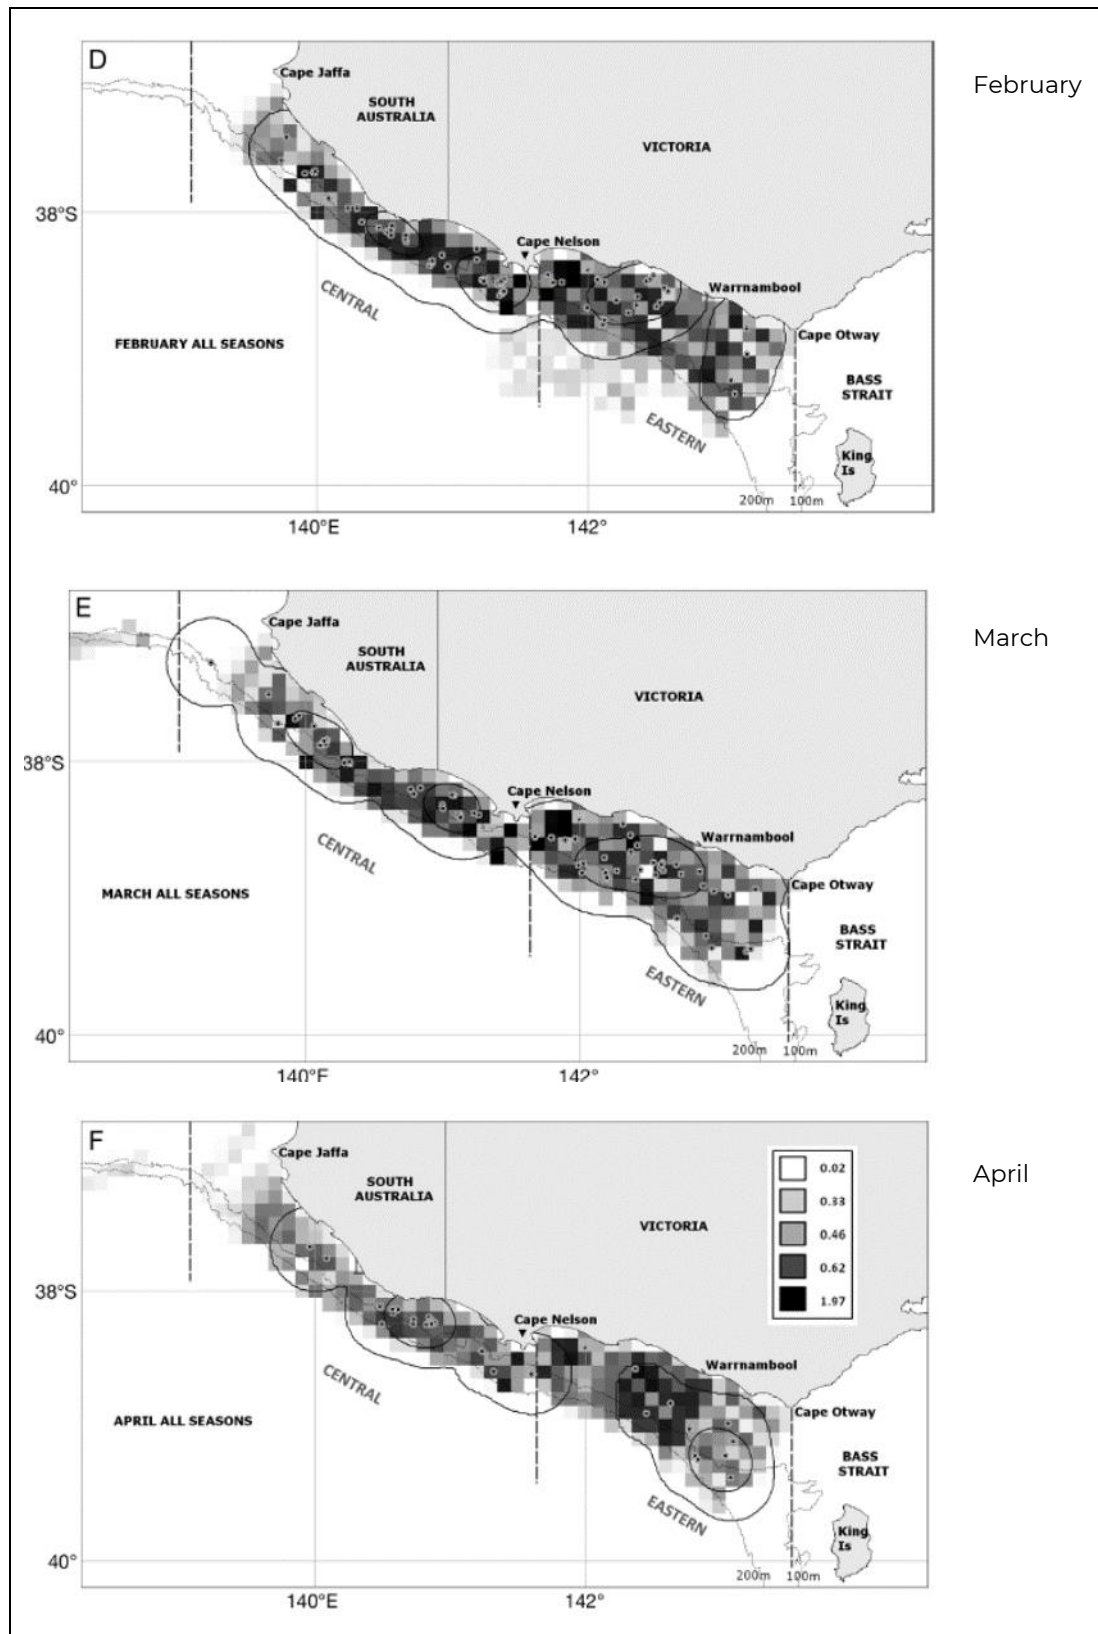 D
February
Cape Jaffa
SOUTH
AUSTRALIA
VICTORIA
38°S
Cape Nelson
CENTRAL
Warrnambool
Cape Otway
FEBRUARY ALL SEASONS
BASS
STRAIT
EASTERN
King
Is
40°
200m 100m
140°E
142°
E
March
Cape Jaffa
SOUTH
AUSTRALIA
VICTORIA
38°S
Cape Nelson
CENTRAL
Warrnambool
Cape Otway
MARCH ALL SEASONS
BASS
STRAIT
EASTERN
King
Is
40°
200m 100m
140°E
142°
F
Cape Jaffa
April
0.02
SOUTH
AUSTRALIA
0.33
VICTORIA
0.46
0.62
38°S
1.97
Cape Nelson
CENTRAL
Warrnambool
Cape Otway
APRIL ALL SEASONS
BASS
STRAIT
EASTERN
King
Is
40°
200m 100m
140°E
142°